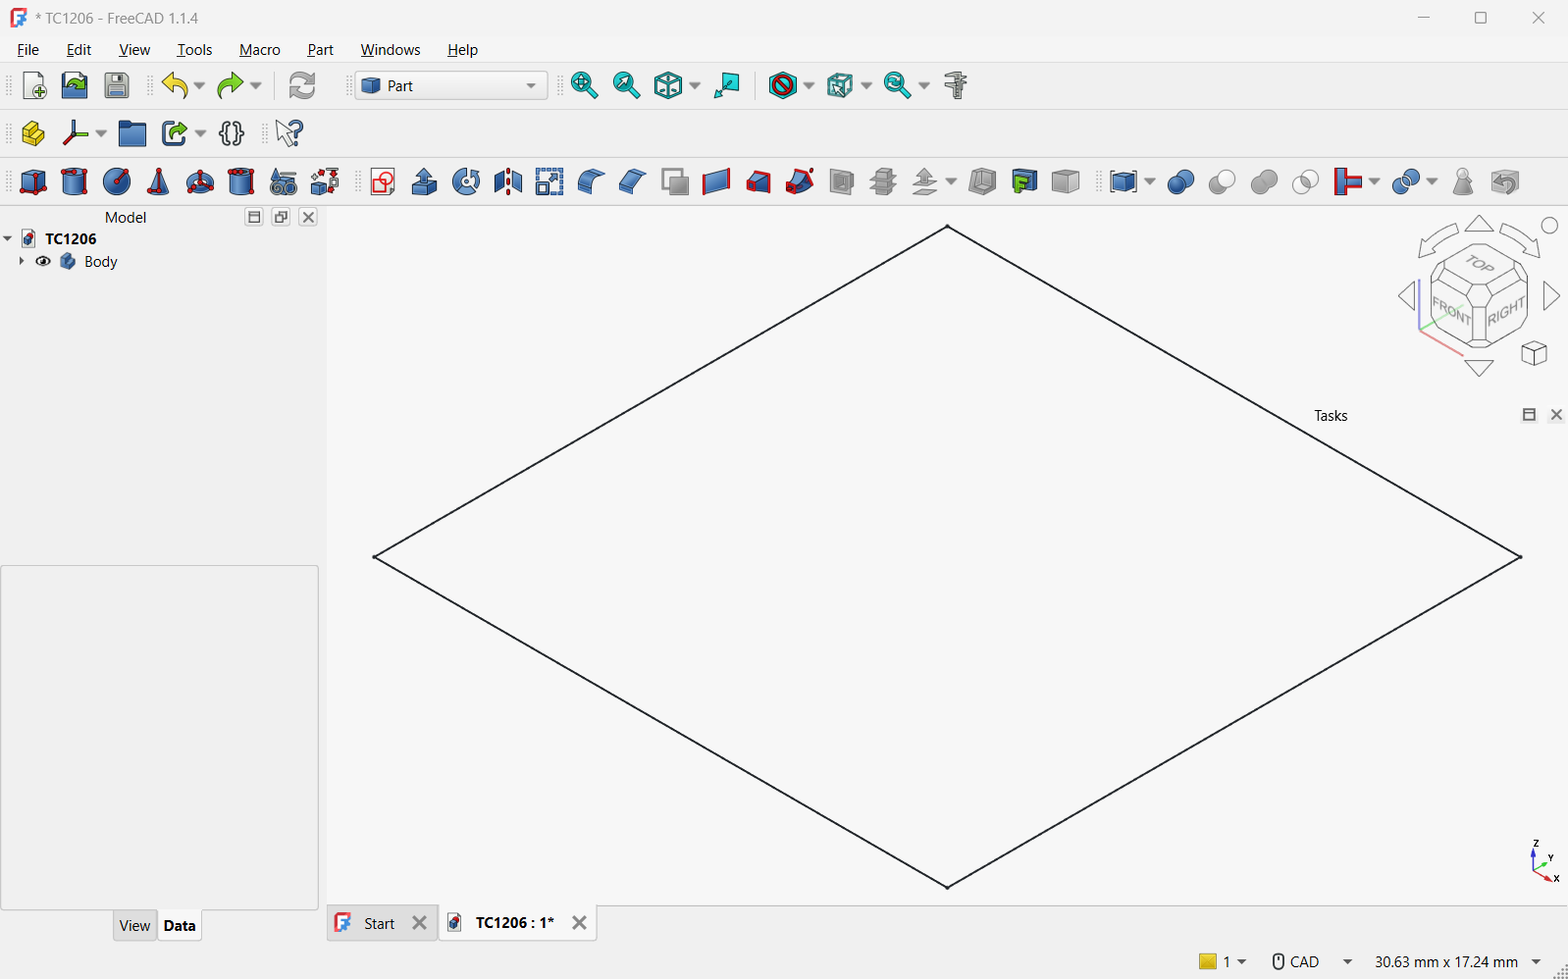 * TC1206 - FreeCAD 1.1.4
File Edit View Tools Macro Part Windows Help
Part
Model
TC1206
Body
TOP
FRONT
RIGHT
Tasks
Z
Y
X
View Data
Start TC1206 : 1*
1 CAD 30.63 mm x 17.24 mm